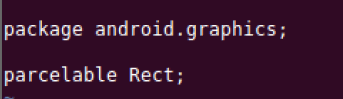 package android.graphics;
parcelable Rect;
~